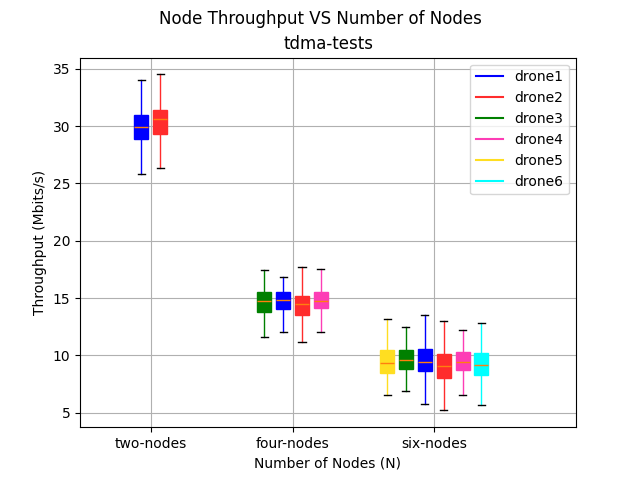 Node Throughput VS Number of Nodes
tdma-tests
35
30
25
20
15
10
5
Throughput (Mbits/s)
drone1
drone2
drone3
drone4
drone5
drone6
two-nodes
four-nodes
six-nodes
Number of Nodes (N)